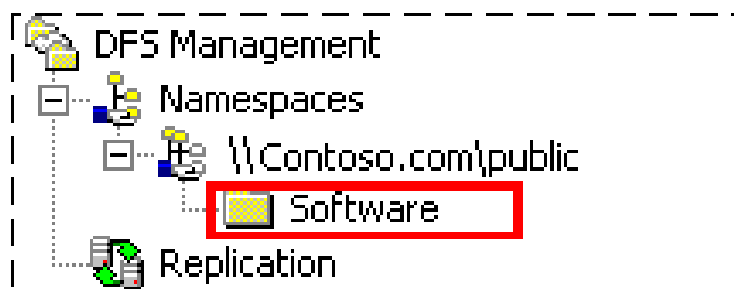 DFS Management
Namespaces
\\Contoso.com\public
Software
Replication